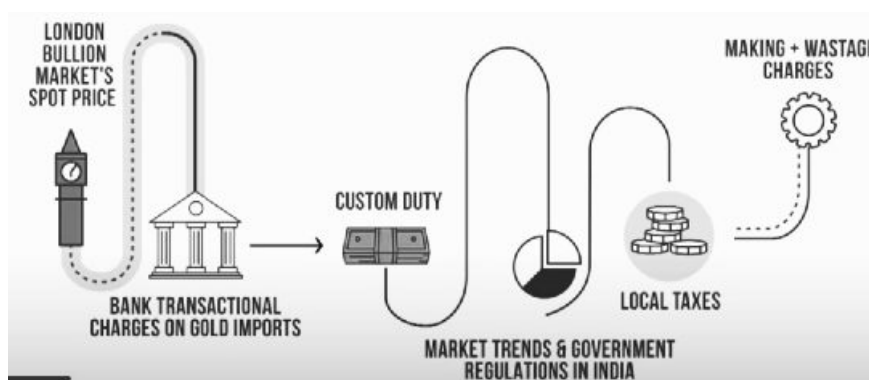 LONDON
BULLION
MARKET'S
SPOT PRICE
BANK TRANSACTIONAL
CHARGES ON GOLD IMPORTS
CUSTOM DUTY
MARKET TRENDS & GOVERNMENT
REGULATIONS IN INDIA
LOCAL TAXES
MAKING + WASTAG
CHARGES